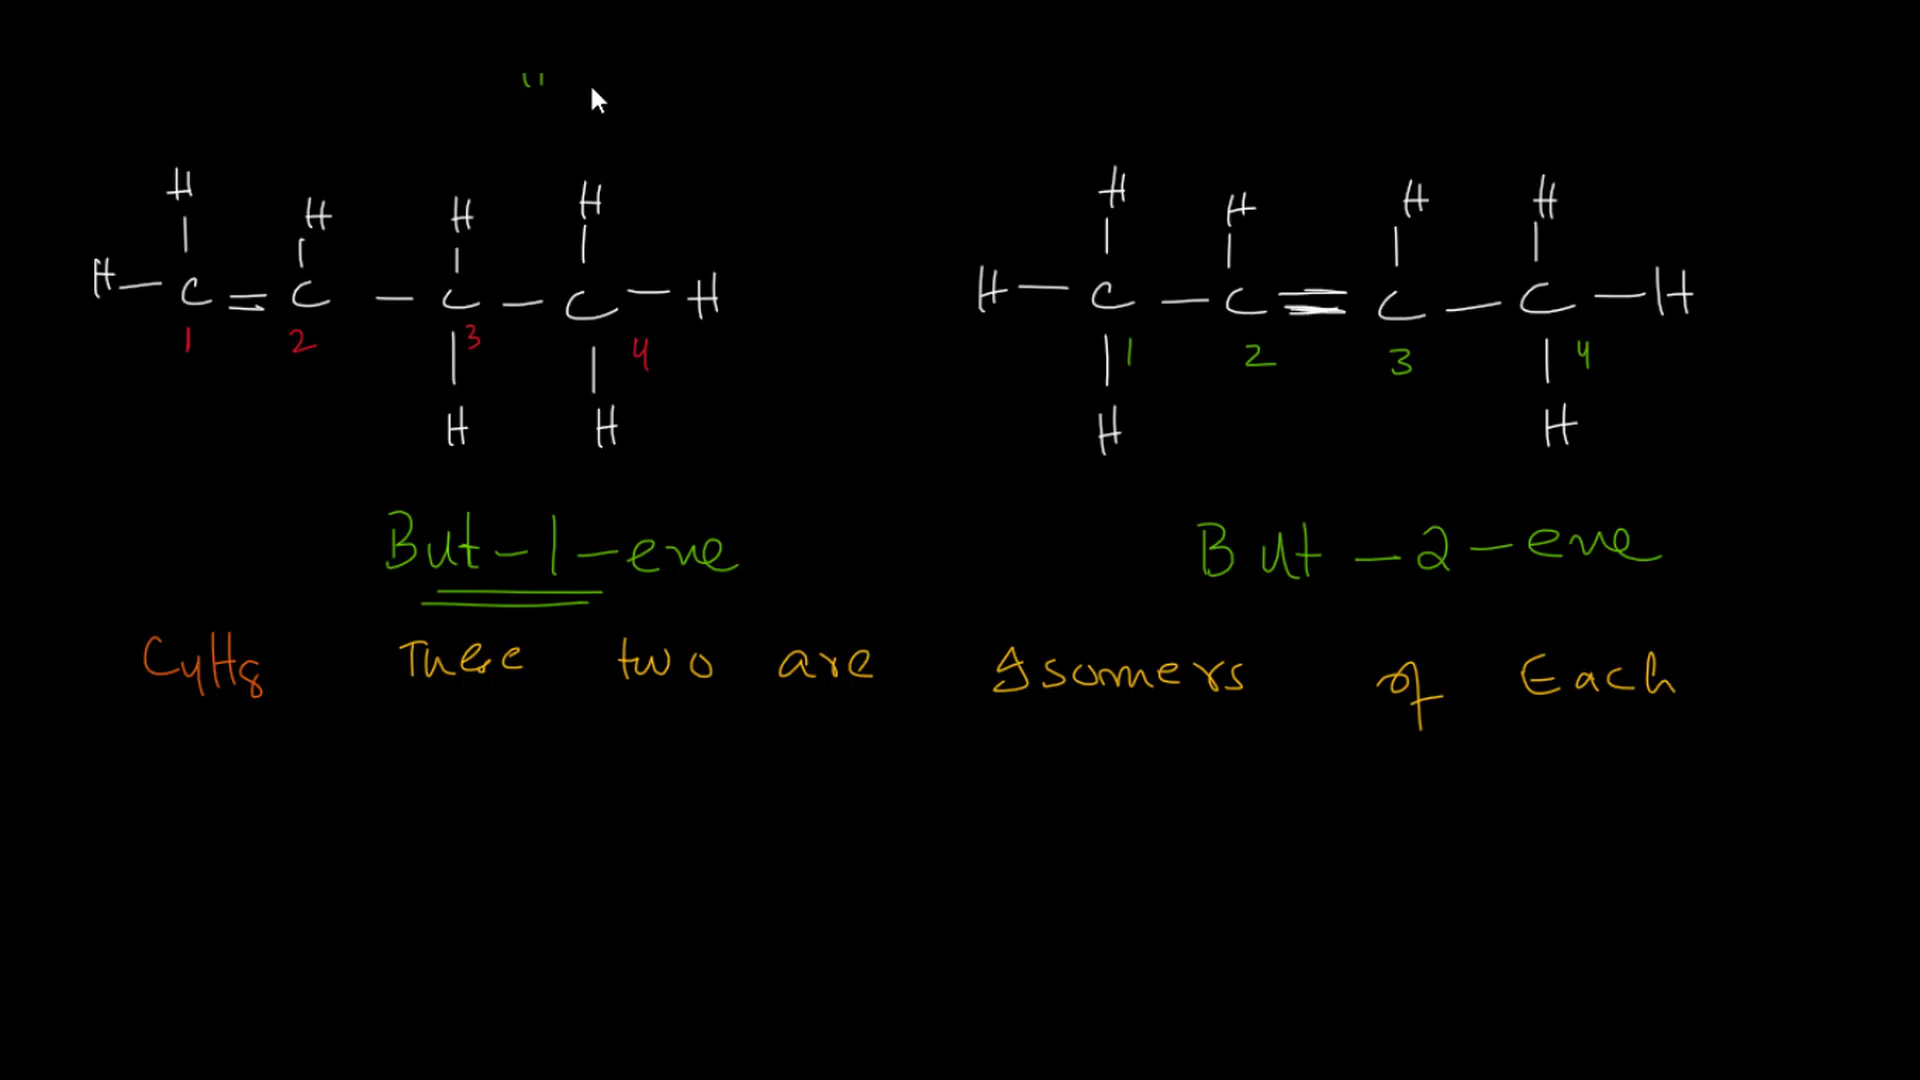 "
H H H H
H – C = C – C – C – H
1 2 3 4
H H
H H H H
H – C – C = C – C – H
1 2 3 4
H H
But – 1 – ene
But – 2 – ene
C4H8 These two are Isomers of Each